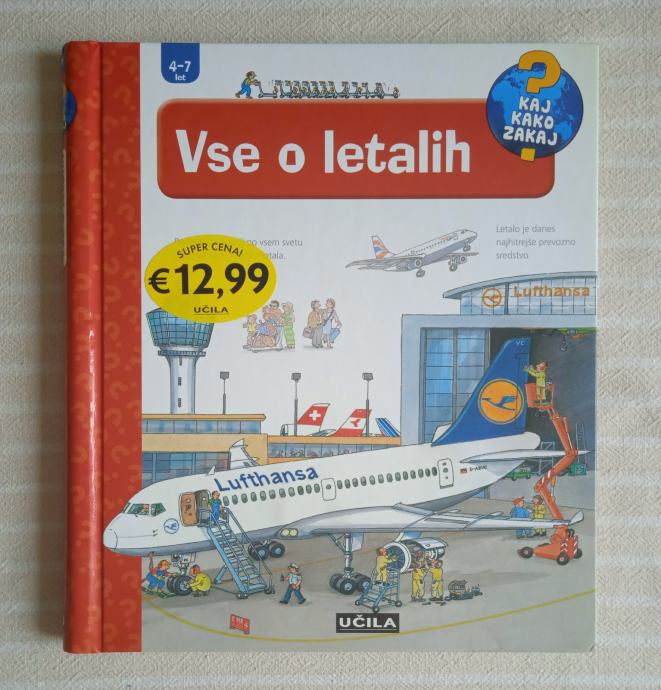 4-7
let
KAJ
KAKO
ZAKAJ
?
Vse o letalih
po vsem svetu
Letalo je danes
najhitrejše prevozno
sredstvo.
SUPER CENA!
€12,99
UČILA
Lufthansa
VC
Lufthansa
UČILA